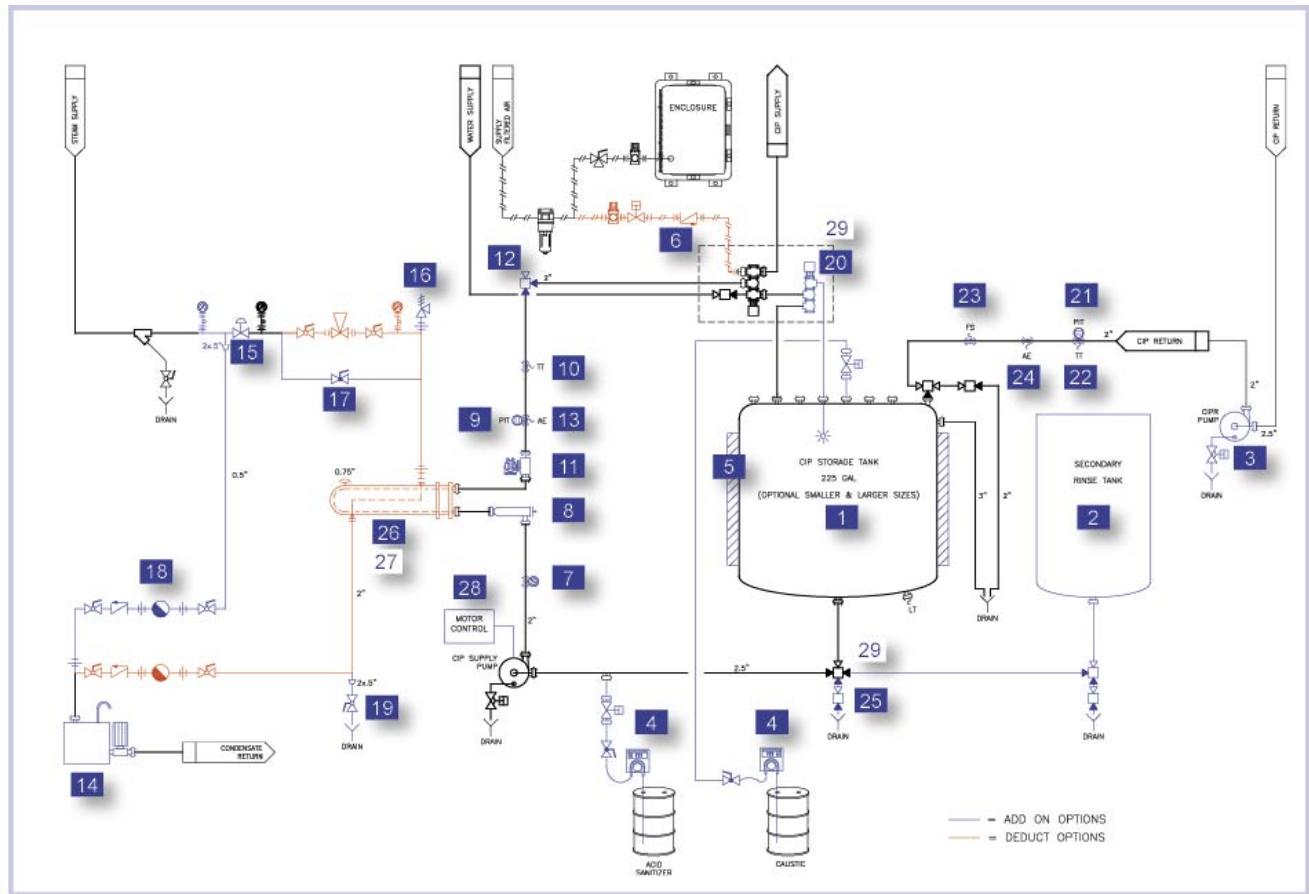 STEAM SUPPLY
WATER SUPPLY
SUPPLY
FILTERED AIR
ENCLOSURE
CIP SUPPLY
CIP RETURN
6
29
20
12
2"
16
23
21
FS
PIT
2"
CIP RETURN
AE
TT
24
22
2x.5"
15
17
DRAIN
10
TT
9
PIT
AE
13
11
2"
CIPR
PUMP
2.5"
3
DRAIN
5
CIP STORAGE TANK
225 GAL
(OPTIONAL SMALLER & LARGER SIZES)
1
3"
2"
SECONDARY
RINSE TANK
2
0.5"
0.75"
26
27
8
18
2"
28
7
MOTOR
CONTROL
2"
CIP SUPPLY
PUMP
LT
DRAIN
2.5"
29
25
2x.5"
19
DRAIN
DRAIN
DRAIN
DRAIN
4
4
CONDENSATE
RETURN
14
ACID
SANITIZER
CAUSTIC
= ADD ON OPTIONS
= DEDUCT OPTIONS